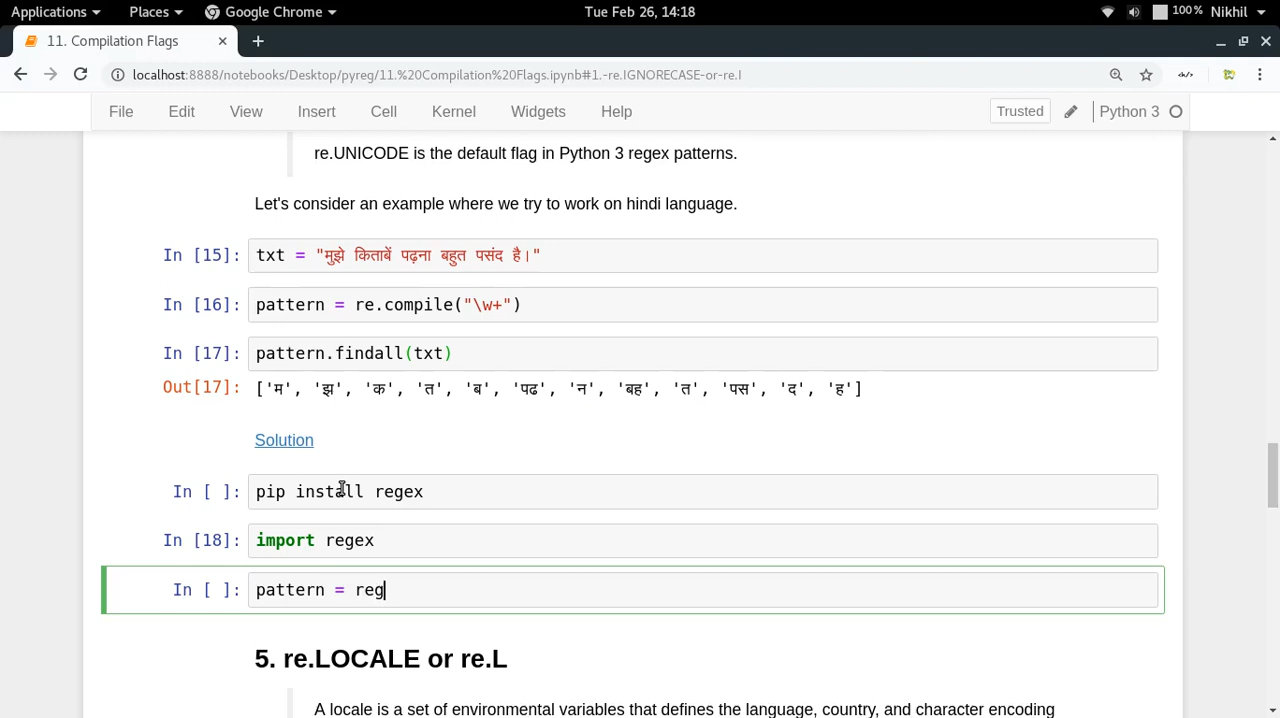 Applications Places Google Chrome Tue Feb 26, 14:18 100% Nikhil
11. Compilation Flags
localhost:8888/notebooks/Desktop/pyreg/11.%20Compilation%20Flags.ipynb#1.-re.IGNORECASE-or-re.I
File Edit View Insert Cell Kernel Widgets Help Trusted Python 3
re.UNICODE is the default flag in Python 3 regex patterns.
Let's consider an example where we try to work on hindi language.
In [15]: txt = "मुझे किताबें पढ़ना बहुत पसंद है।"
In [16]: pattern = re.compile("\w+")
In [17]: pattern.findall(txt)
Out[17]: ['म', 'झ', 'क', 'त', 'ब', 'पढ', 'न', 'बह', 'त', 'पस', 'द', 'ह']
Solution
In [ ]: pip install regex
In [18]: import regex
In [ ]: pattern = reg
5. re.LOCALE or re.L
A locale is a set of environmental variables that defines the language, country, and character encoding